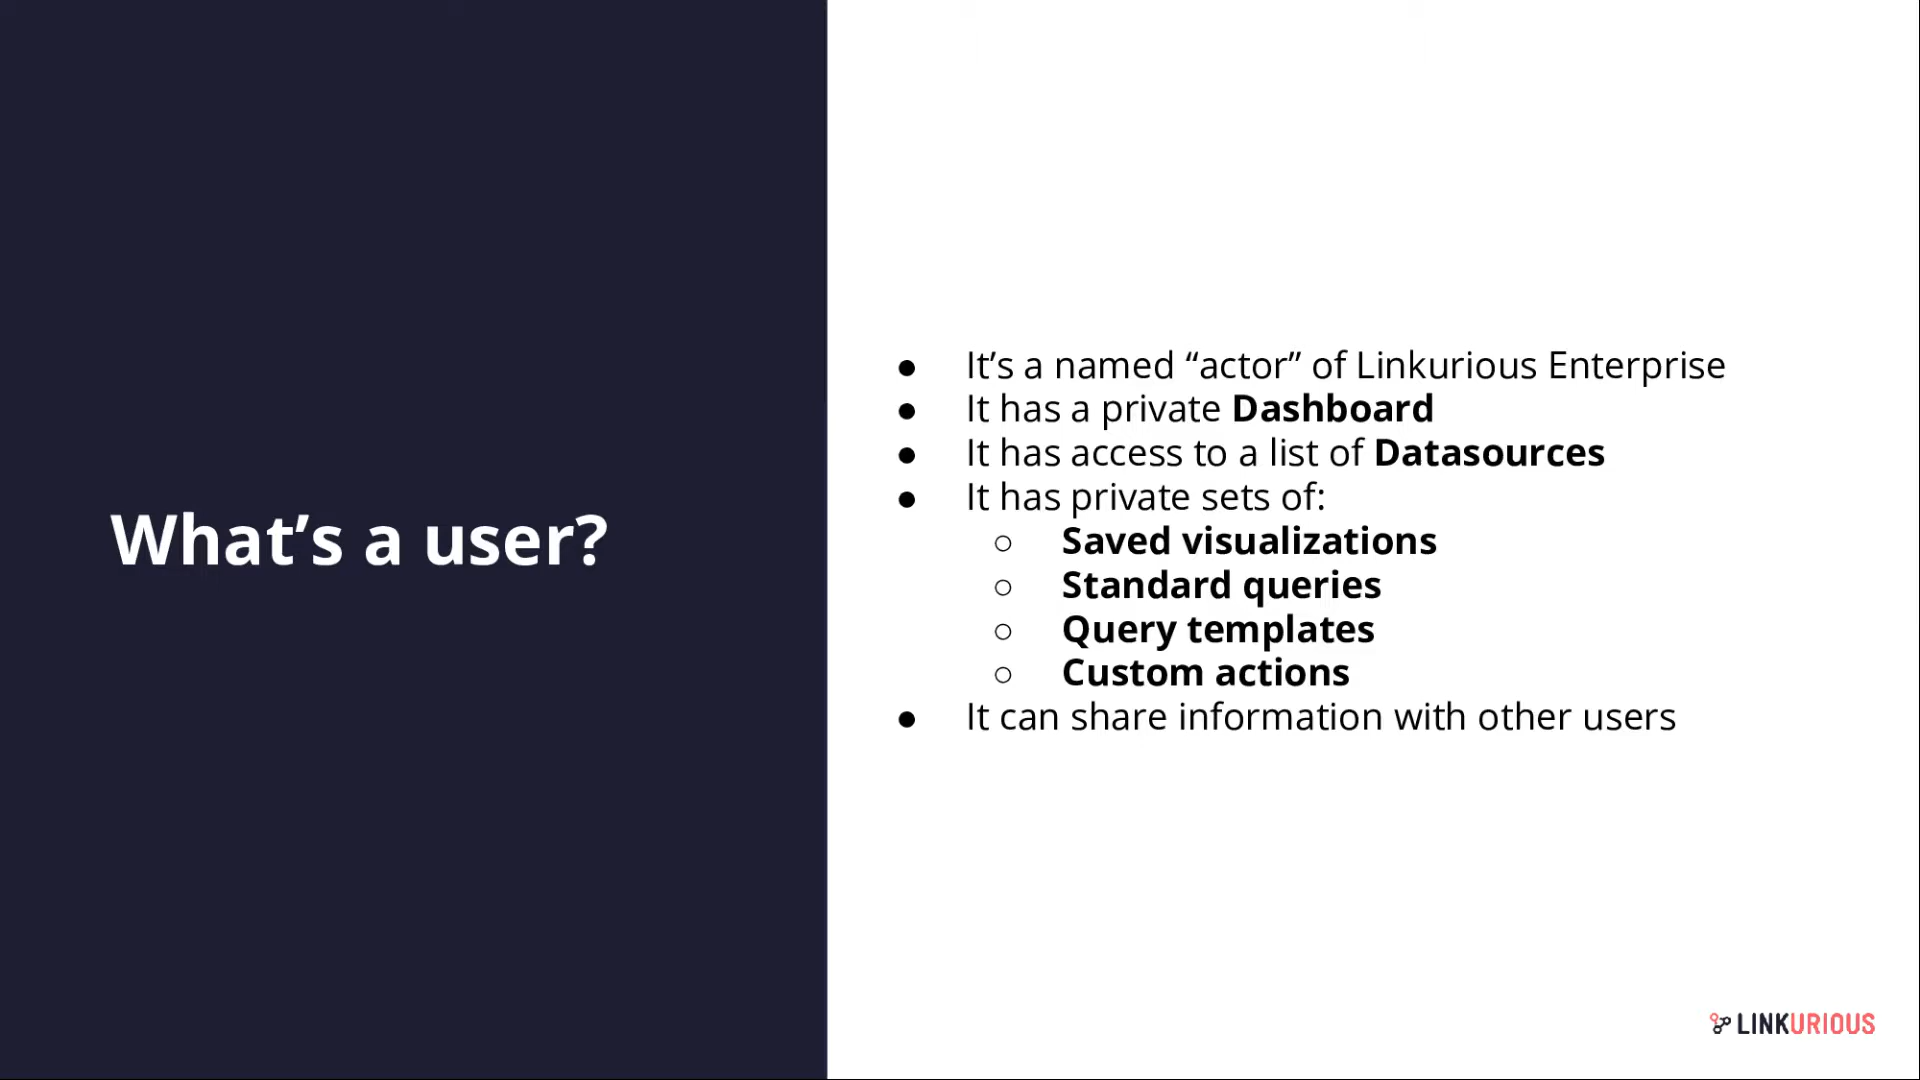 What’s a user?
● It’s a named “actor” of Linkurious Enterprise
● It has a private Dashboard
● It has access to a list of Datasources
● It has private sets of:
○ Saved visualizations
○ Standard queries
○ Query templates
○ Custom actions
● It can share information with other users
LINKURIOUS